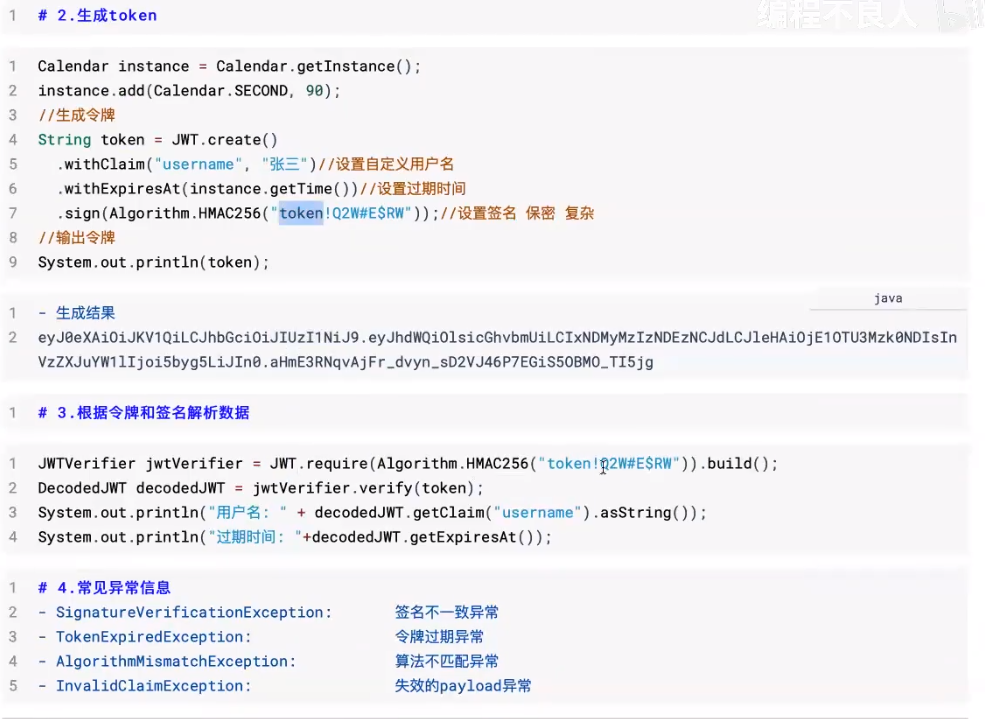 编程不良人
1 # 2.生成token
1 Calendar instance = Calendar.getInstance();
2 instance.add(Calendar.SECOND, 90);
3 //生成令牌
4 String token = JWT.create()
5 .withClaim("username", "张三")//设置自定义用户名
6 .withExpiresAt(instance.getTime())//设置过期时间
7 .sign(Algorithm.HMAC256("token!Q2W#E$RW"));//设置签名 保密 复杂
8 //输出令牌
9 System.out.println(token);
java
1 - 生成结果
2 eyJ0eXAiOiJKV1QiLCJhbGciOiJIUzI1NiJ9.eyJhdWQiOlsicGhvbmUiLCIxNDMyMzIzNDEzNCJdLCJleHAiOjE1OTU3Mzk0NDIsIn
VzZXJuYW1lIjoi5byg5LiJIn0.aHmE3RNqvAjFr_dvyn_sD2VJ46P7EGiS5OBMO_TI5jg
1 # 3.根据令牌和签名解析数据
1 JWTVerifier jwtVerifier = JWT.require(Algorithm.HMAC256("token!Q2W#E$RW")).build();
2 DecodedJWT decodedJWT = jwtVerifier.verify(token);
3 System.out.println("用户名: " + decodedJWT.getClaim("username").asString());
4 System.out.println("过期时间: "+decodedJWT.getExpiresAt());
1 # 4.常见异常信息
2 - SignatureVerificationException: 签名不一致异常
3 - TokenExpiredException: 令牌过期异常
4 - AlgorithmMismatchException: 算法不匹配异常
5 - InvalidClaimException: 失效的payload异常